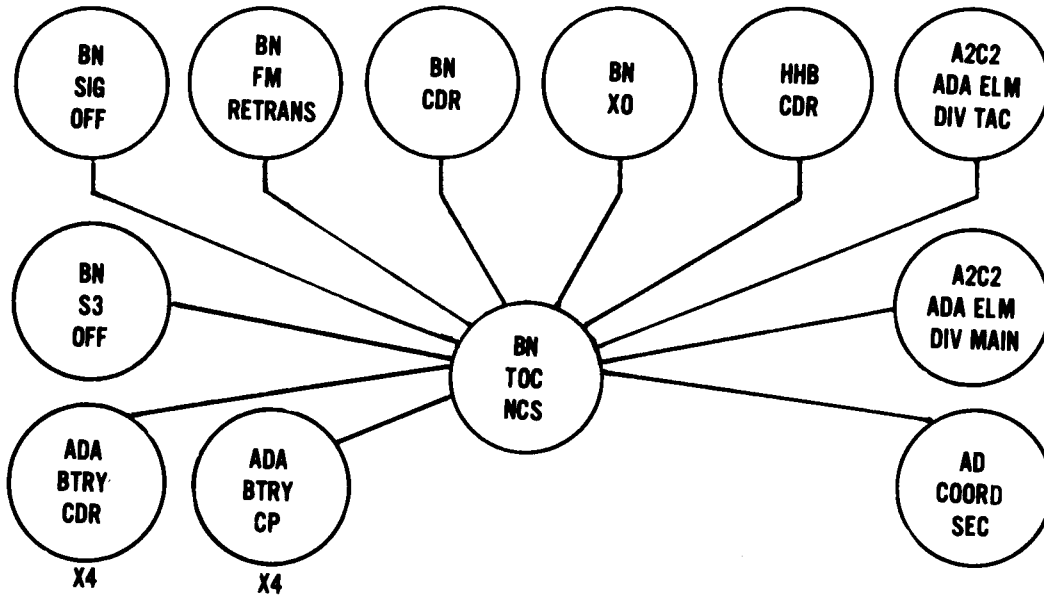 BN
SIG
OFF
BN
FM
RETRANS
BN
CDR
BN
XO
HHB
CDR
A2C2
ADA ELM
DIV TAC
BN
S3
OFF
BN
TOC
NCS
A2C2
ADA ELM
DIV MAIN
ADA
BTRY
CDR
X4
ADA
BTRY
CP
X4
AD
COORD
SEC